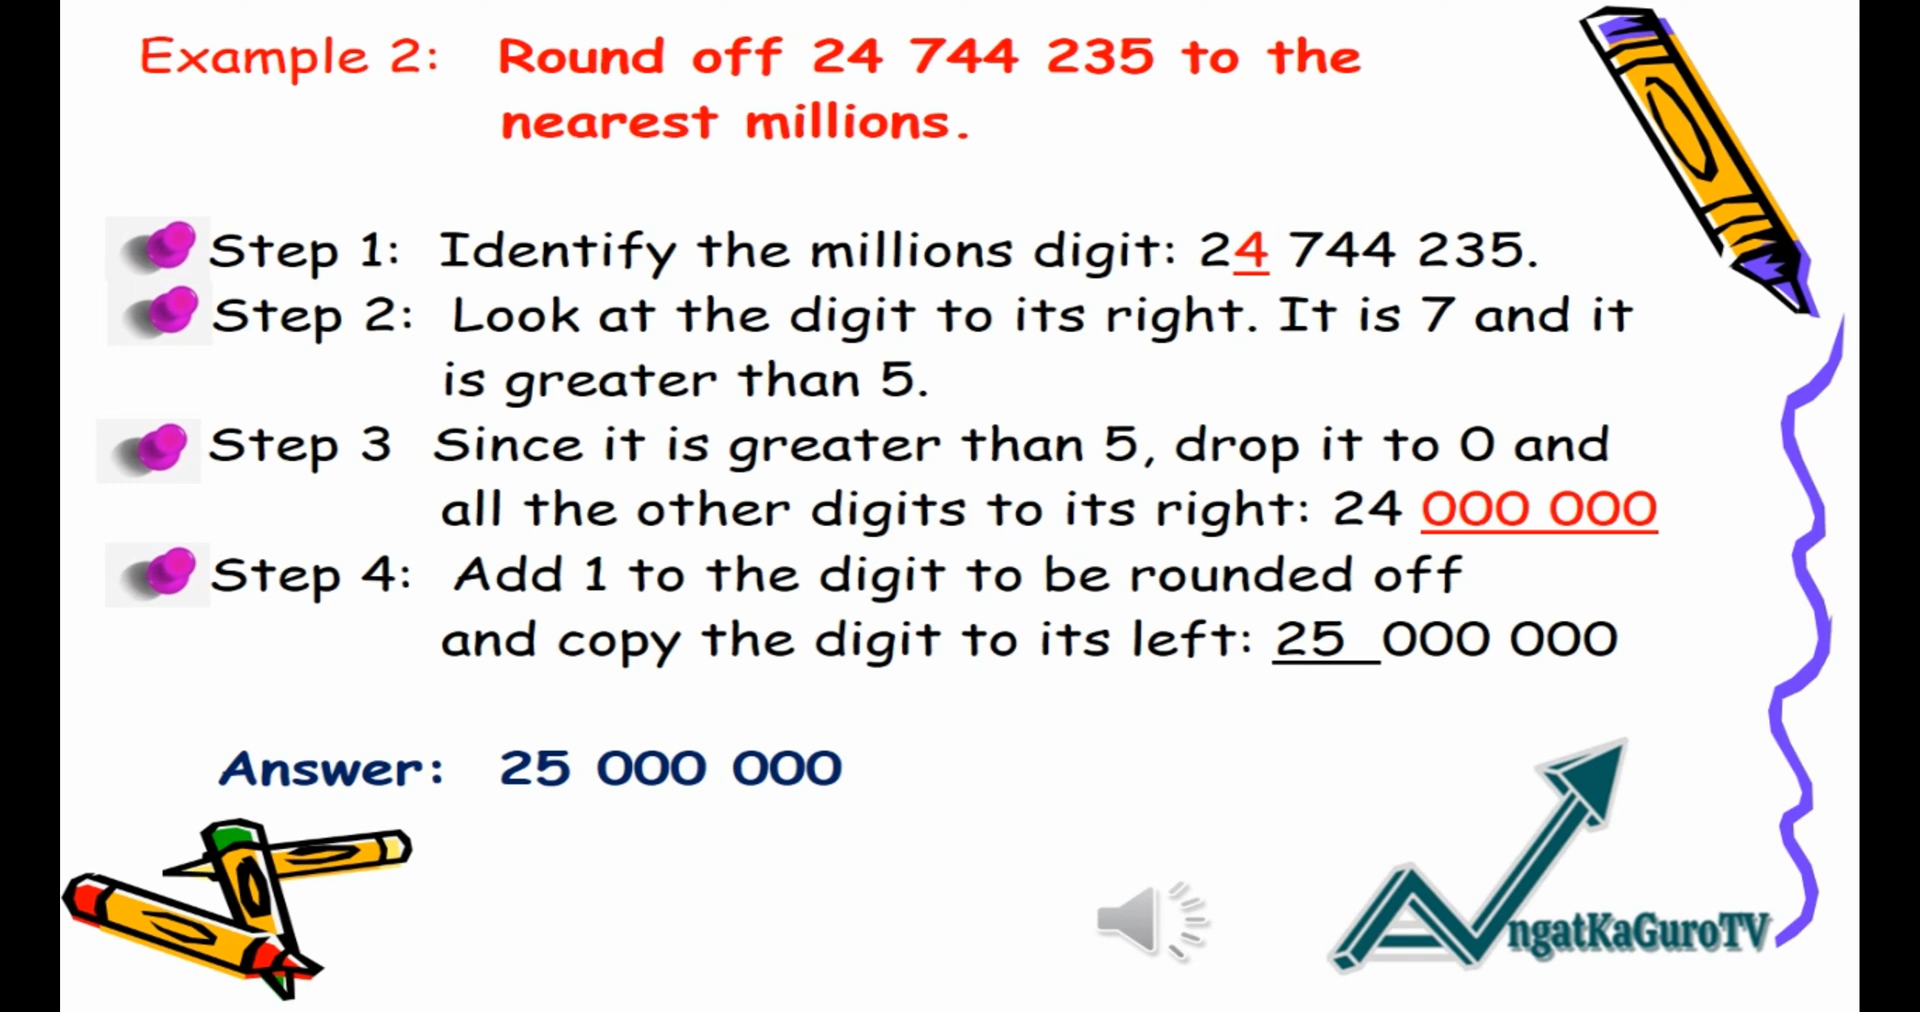 Example 2: Round off 24 744 235 to the
nearest millions.
Step 1: Identify the millions digit: 24 744 235.
Step 2: Look at the digit to its right. It is 7 and it
is greater than 5.
Step 3 Since it is greater than 5, drop it to 0 and
all the other digits to its right: 24 000 000
Step 4: Add 1 to the digit to be rounded off
and copy the digit to its left: 25 000 000
Answer: 25 000 000
AngatKaGuroTV